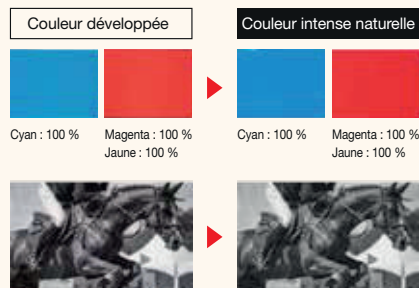 Couleur développée
Couleur intense naturelle
Cyan : 100 %
Magenta : 100 %
Jaune : 100 %
Cyan : 100 %
Magenta : 100 %
Jaune : 100 %